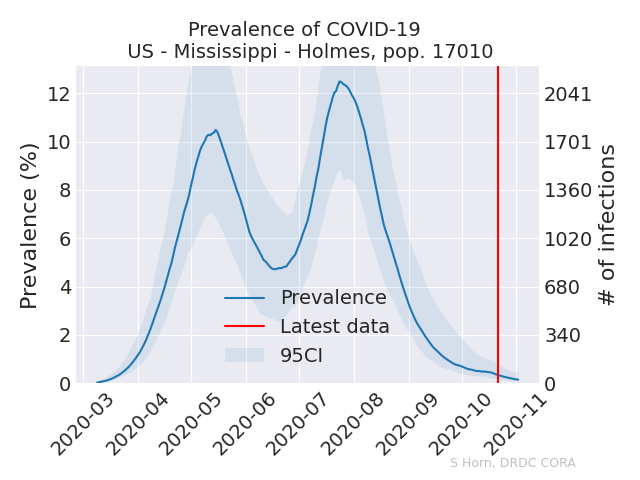 Prevalence of COVID-19
US - Mississippi - Holmes, pop. 17010
Prevalence (%)
12
10
8
6
4
2
0
2041
1701
1360
1020
680
340
0
# of infections
Prevalence
Latest data
95CI
2020-03
2020-04
2020-05
2020-06
2020-07
2020-08
2020-09
2020-10
2020-11
S Horn, DRDC CORA